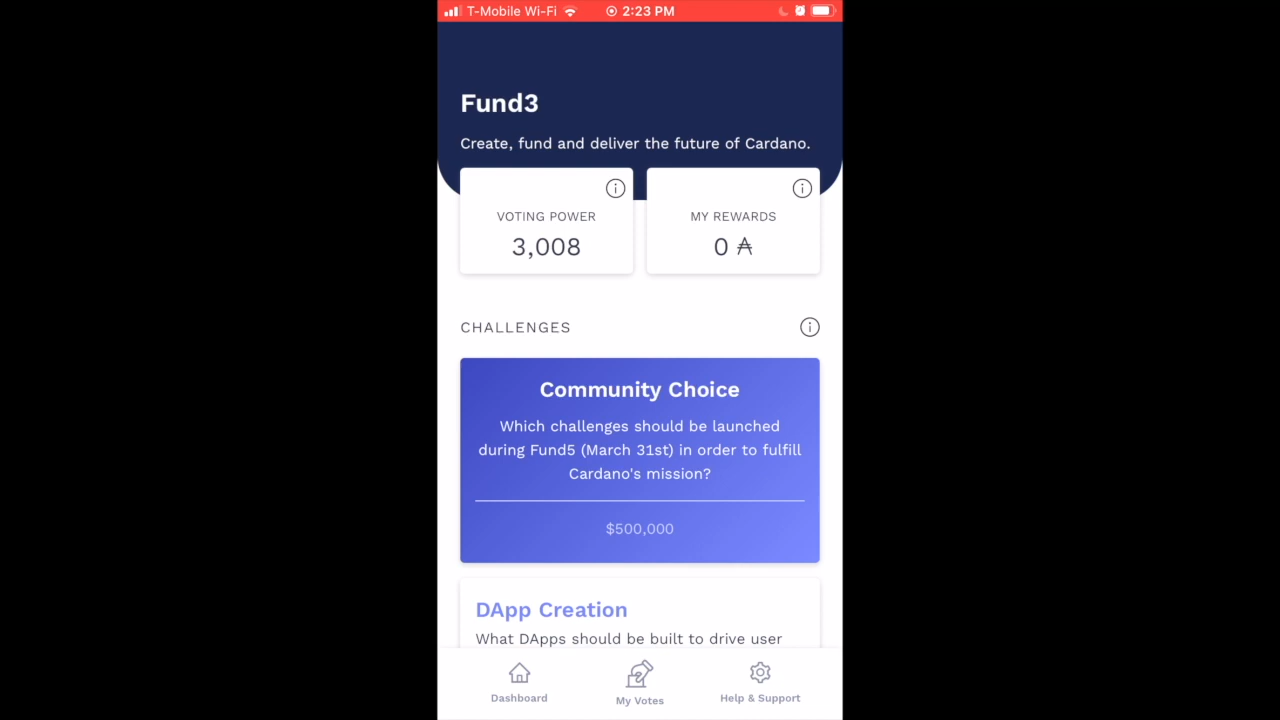 T-Mobile Wi-Fi 2:23 PM
Fund3
Create, fund and deliver the future of Cardano.
VOTING POWER
3,008
MY REWARDS
0 ₳
CHALLENGES
Community Choice
Which challenges should be launched
during Fund5 (March 31st) in order to fulfill
Cardano's mission?
$500,000
DApp Creation
What DApps should be built to drive user
Dashboard
My Votes
Help & Support